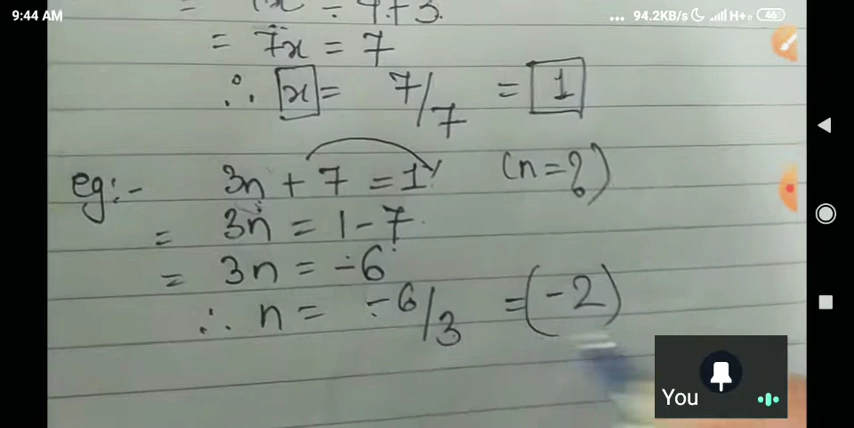 9:44 AM ... 94.2KB/s H+ 46
= 7x = 7
∴ x = 7/7 = 1
eg:- 3n + 7 = 1 (n=?)
= 3n = 1 - 7
= 3n = -6
∴ n = -6/3 = (-2)
You